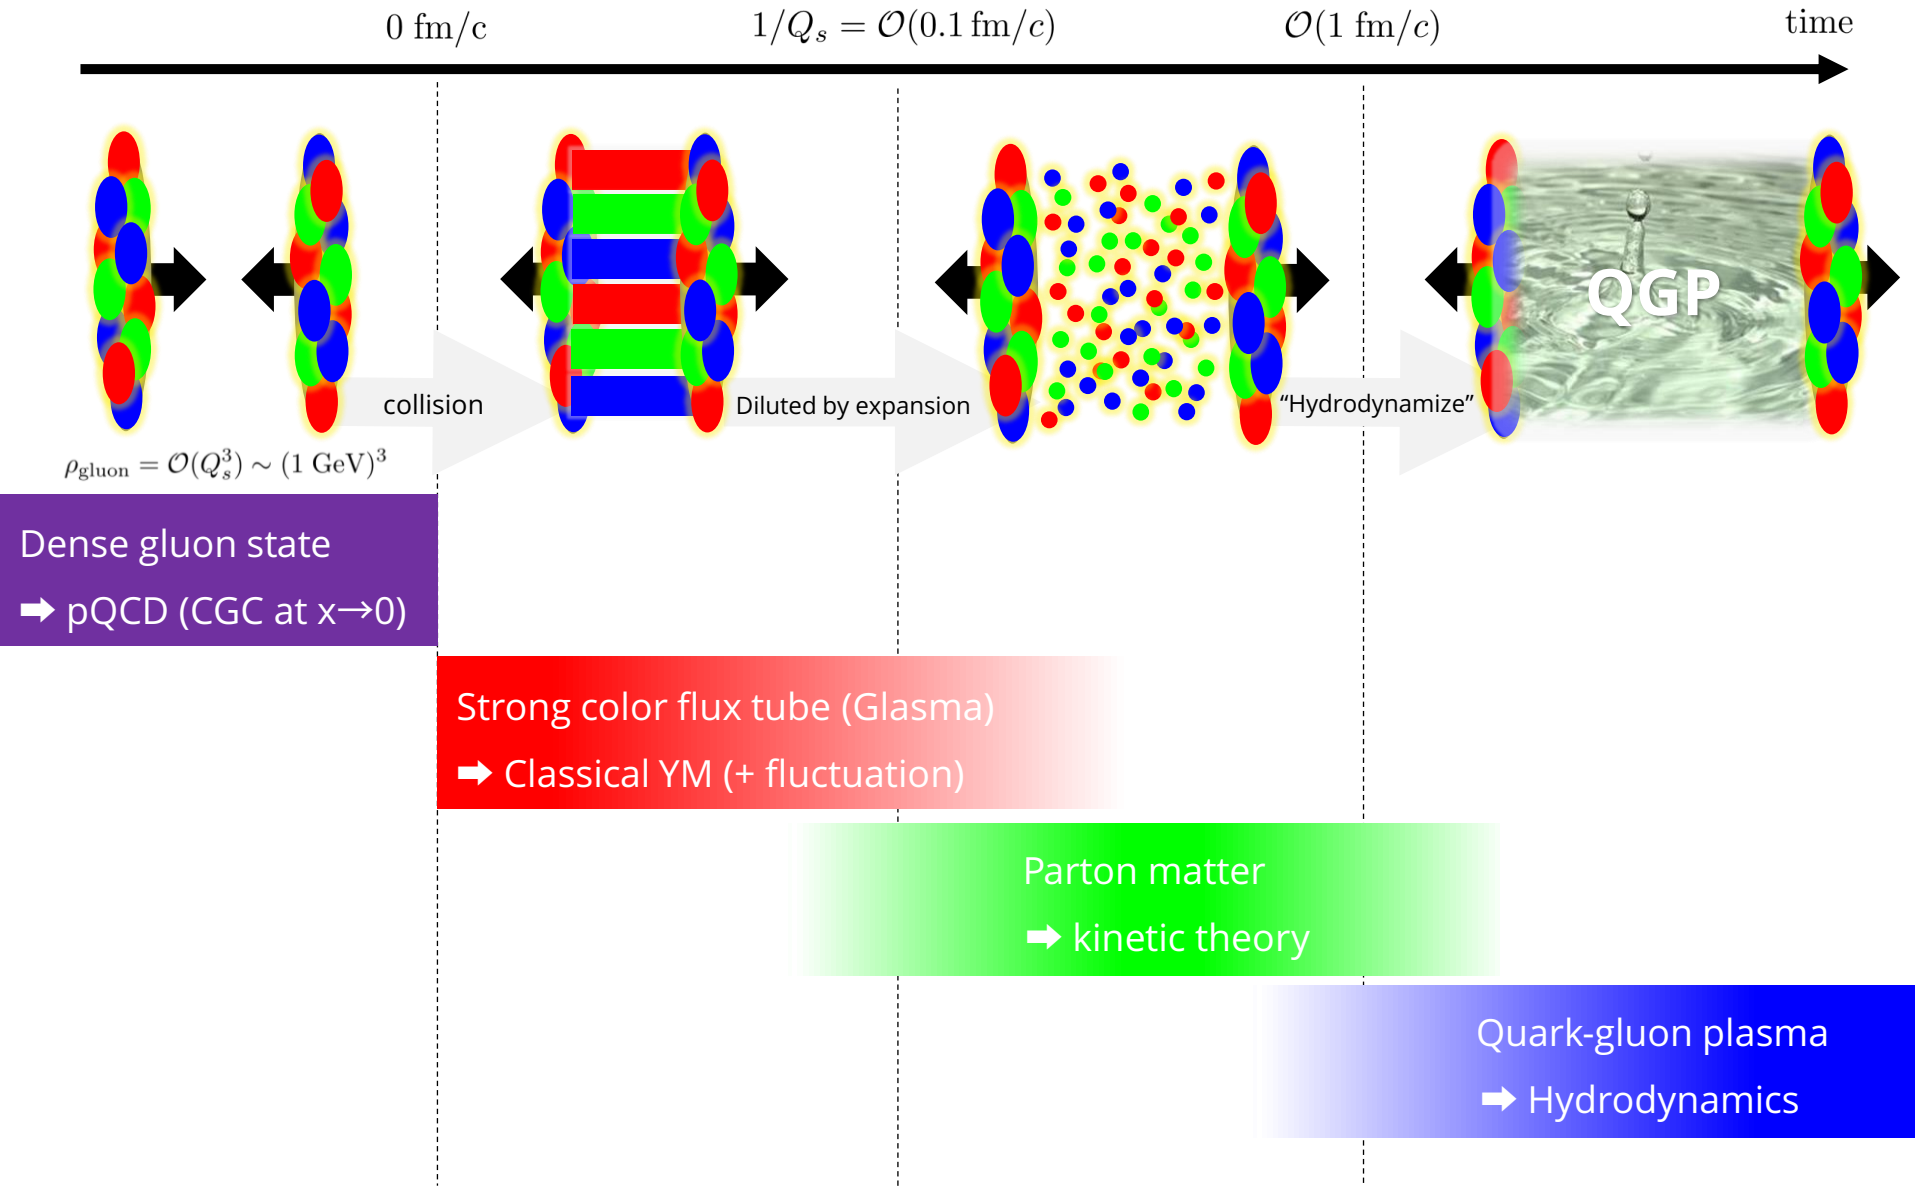 0 fm/c
1/Q_s = O(0.1 fm/c)
O(1 fm/c)
time
collision
Diluted by expansion
“Hydrodynamize”
QGP
ρ_gluon = O(Q_s^3) ∼ (1 GeV)^3
Dense gluon state
➡ pQCD (CGC at x→0)
Strong color flux tube (Glasma)
➡ Classical YM (+ fluctuation)
Parton matter
➡ kinetic theory
Quark-gluon plasma
➡ Hydrodynamics